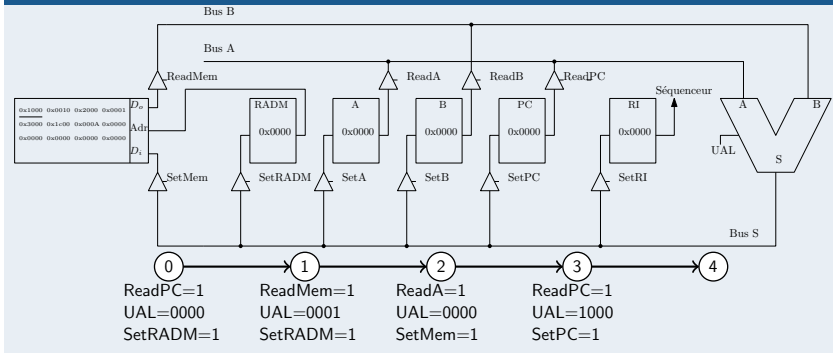 Bus B
Bus A
ReadMem
ReadA
ReadB
ReadPC
Séquenceur
0x1000 0x0010 0x2000 0x0001
0x3000 0x1c00 0x000A 0x0000
0x0000 0x0000 0x0000 0x0000
Do
Adr
Di
RADM
0x0000
A
0x0000
B
0x0000
PC
0x0000
RI
0x0000
A
B
S
UAL
SetMem
SetRADM
SetA
SetB
SetPC
SetRI
Bus S
0
1
2
3
4
ReadPC=1
UAL=0000
SetRADM=1
ReadMem=1
UAL=0001
SetRADM=1
ReadA=1
UAL=0000
SetMem=1
ReadPC=1
UAL=1000
SetPC=1